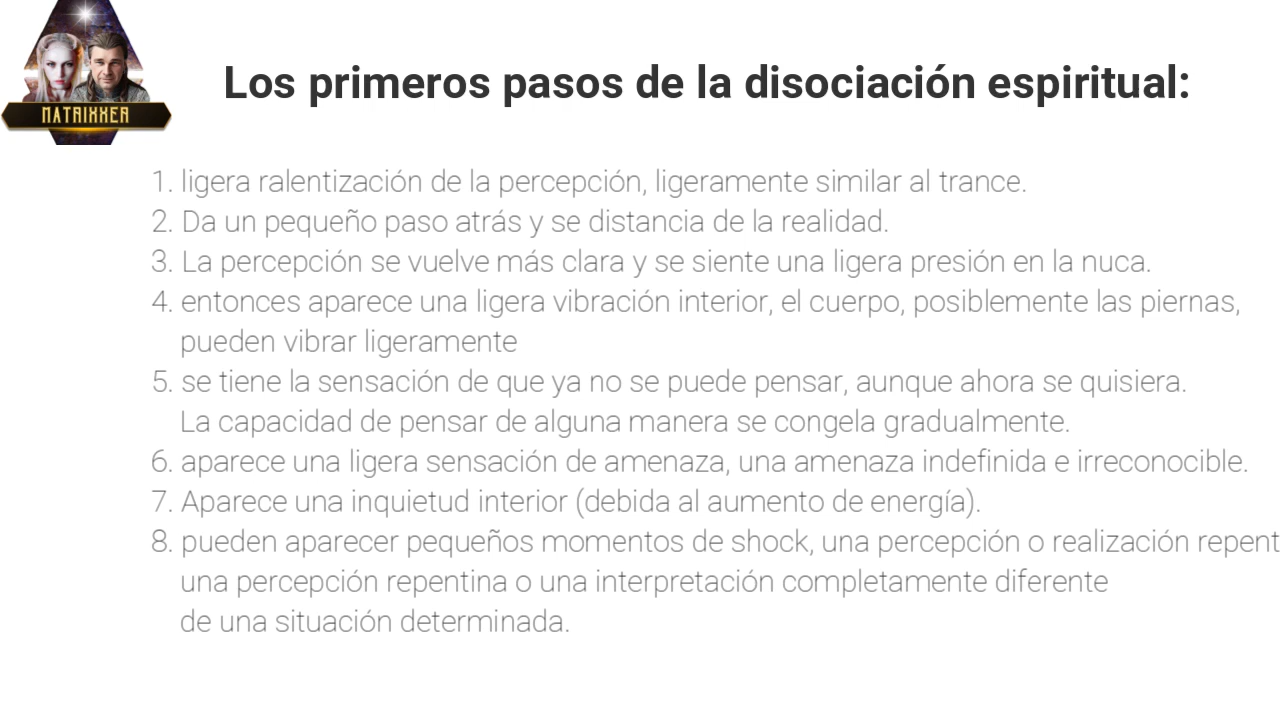 MATRIXXER
Los primeros pasos de la disociación espiritual:
1. ligera ralentización de la percepción, ligeramente similar al trance.
2. Da un pequeño paso atrás y se distancia de la realidad.
3. La percepción se vuelve más clara y se siente una ligera presión en la nuca.
4. entonces aparece una ligera vibración interior, el cuerpo, posiblemente las piernas,
pueden vibrar ligeramente
5. se tiene la sensación de que ya no se puede pensar, aunque ahora se quisiera.
La capacidad de pensar de alguna manera se congela gradualmente.
6. aparece una ligera sensación de amenaza, una amenaza indefinida e irreconocible.
7. Aparece una inquietud interior (debida al aumento de energía).
8. pueden aparecer pequeños momentos de shock, una percepción o realización repent
una percepción repentina o una interpretación completamente diferente
de una situación determinada.